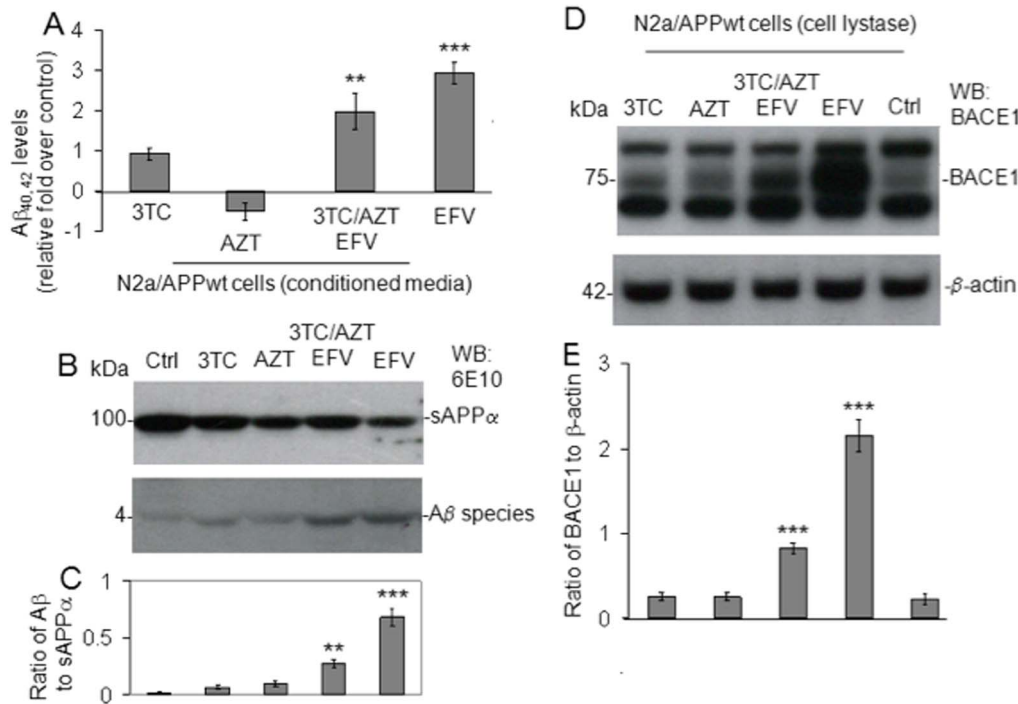 A
4
3
2
1
0
-1
Aβ40,42 levels
(relative fold over control)
**
***
3TC
AZT
3TC/AZT
EFV
EFV
N2a/APPwt cells (conditioned media)
B
kDa
Ctrl
3TC
AZT
3TC/AZT
EFV
EFV
WB:
6E10
100-
-sAPPα
4-
-Aβ species
C
Ratio of Aβ
to sAPPα
1
0.5
0
**
***
D
N2a/APPwt cells (cell lystase)
kDa
3TC
AZT
3TC/AZT
EFV
EFV
Ctrl
WB:
BACE1
75-
-BACE1
42-
-β-actin
E
Ratio of BACE1 to β-actin
3
2
1
0
***
***